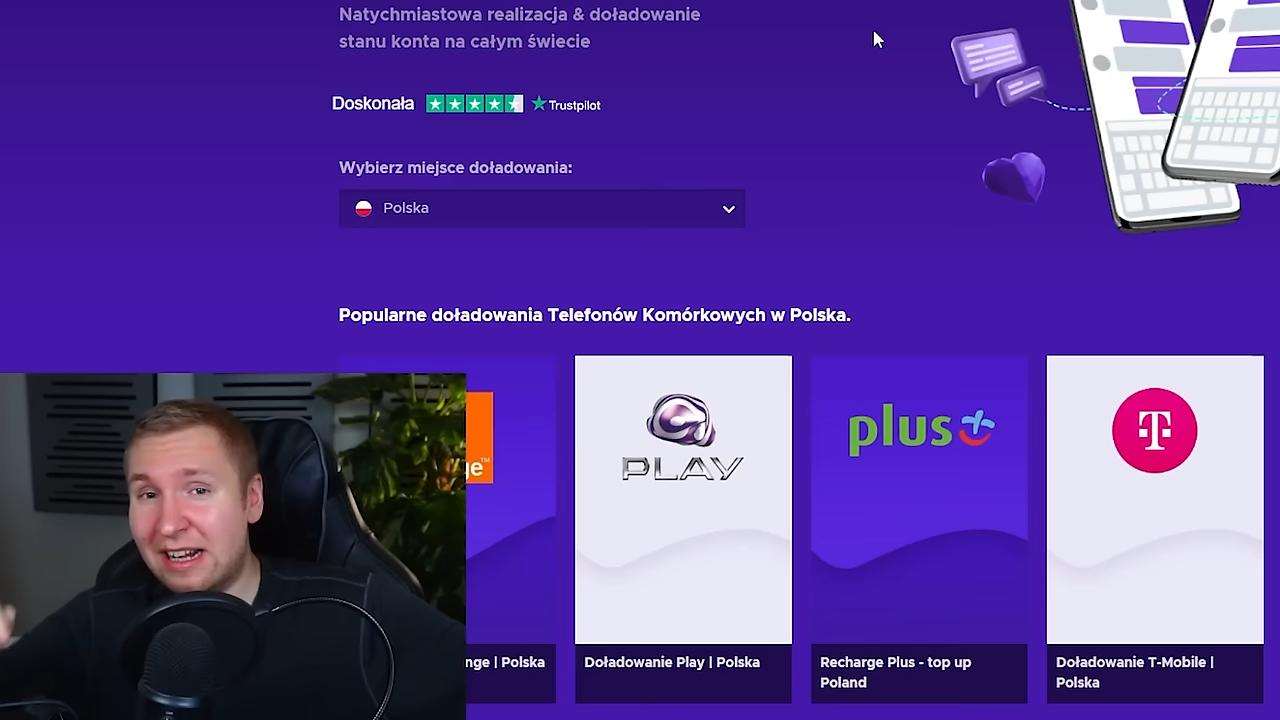 Natychmiastowa realizacja & doładowanie
stanu konta na całym świecie
Doskonała
Trustpilot
Wybierz miejsce doładowania:
Polska
Popularne doładowania Telefonów Komórkowych w Polska.
ge™
PLAY
plus
T
nge | Polska
Doładowanie Play | Polska
Recharge Plus - top up
Poland
Doładowanie T-Mobile |
Polska